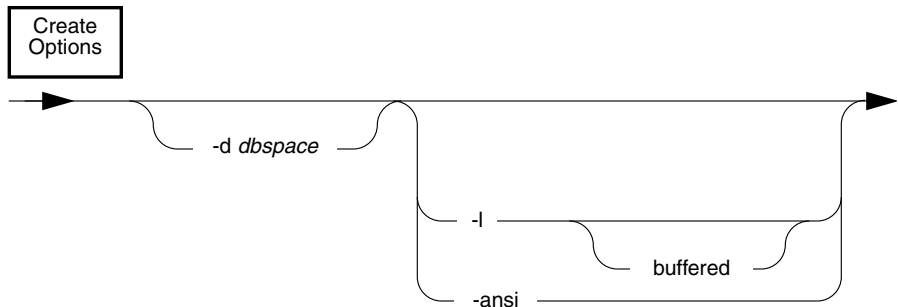 Create
Options
-d dbspace
-l
buffered
-ansi